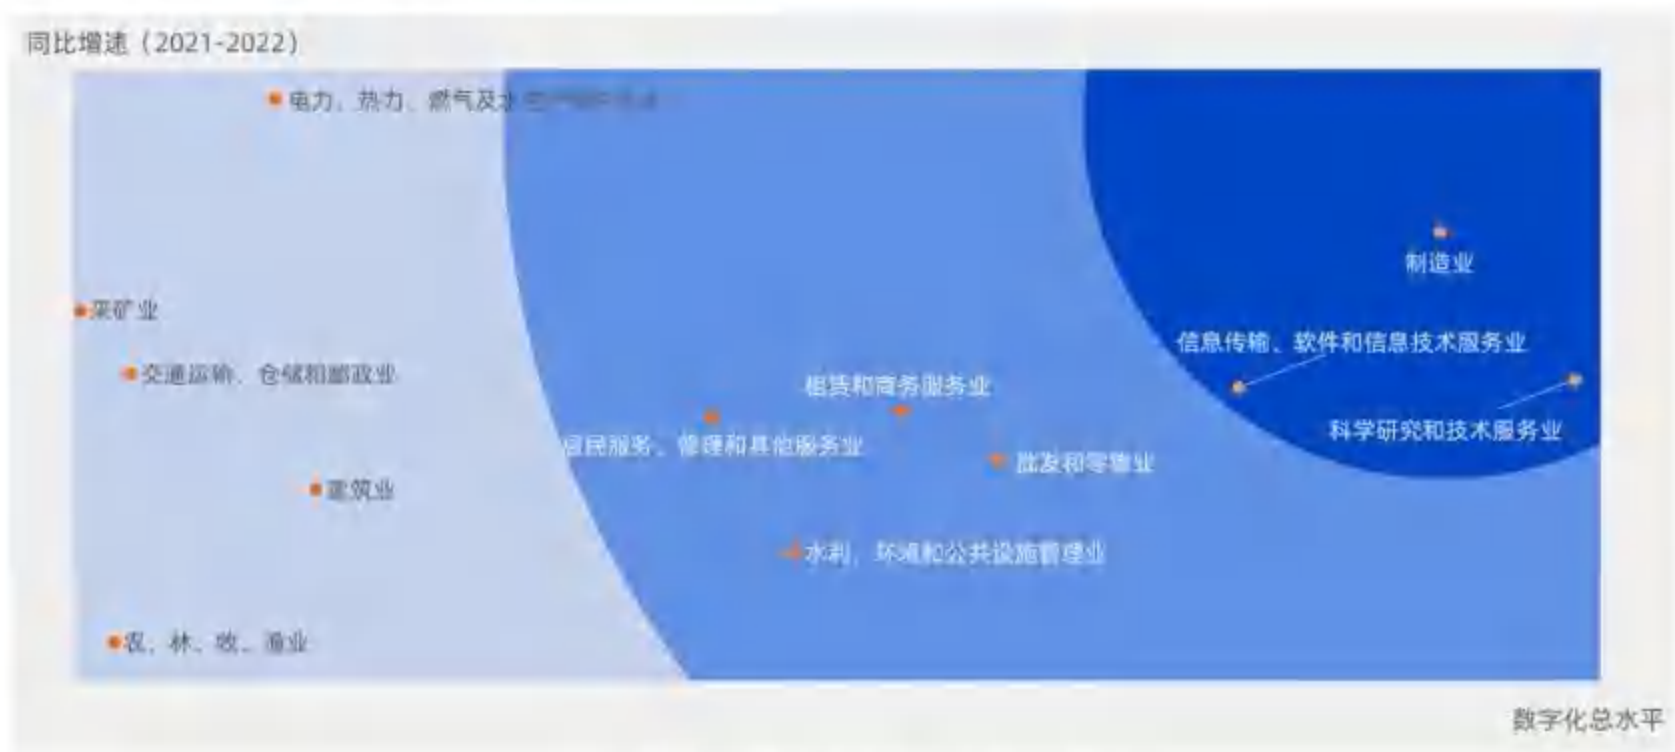 同比增速（2021-2022）
电力、热力、燃气及水
制造业
采矿业
信息传输、软件和信息技术服务业
交通运输、仓储和邮政业
租赁和商务服务业
科学研究和技术服务业
居民服务、修理和其他服务业
批发和零售业
建筑业
水利、环境和公共设施管理业
农、林、牧、渔业
数字化总水平